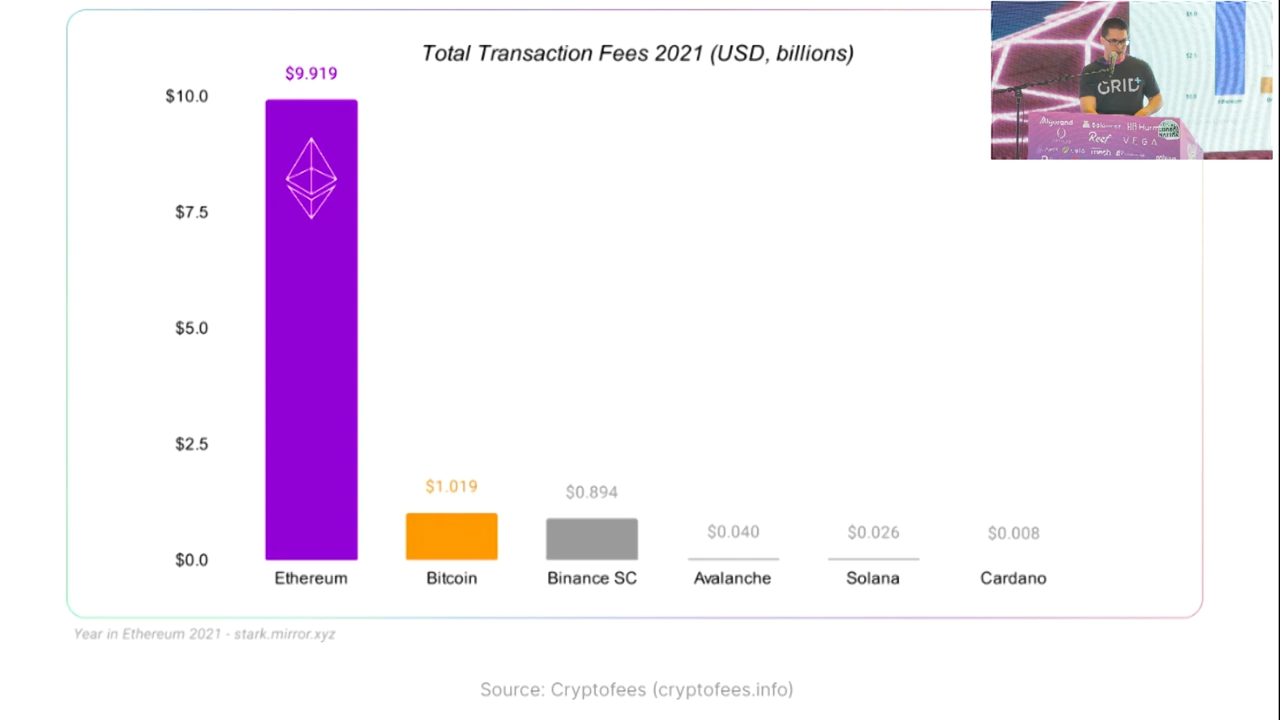 Total Transaction Fees 2021 (USD, billions)
$9.919
$10.0
$7.5
$5.0
$2.5
$0.0
$1.019
$0.894
$0.040
$0.026
$0.008
Ethereum
Bitcoin
Binance SC
Avalanche
Solana
Cardano
Year in Ethereum 2021 - stark.mirror.xyz
Source: Cryptofees (cryptofees.info)
GRID+
Reef
VEGA